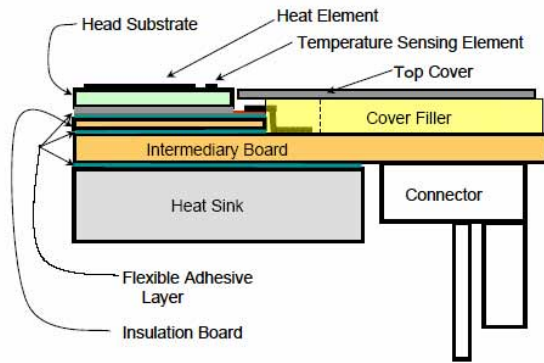 Heat Element
Head Substrate
Temperature Sensing Element
Top Cover
Cover Filler
Intermediary Board
Connector
Heat Sink
Flexible Adhesive
Layer
Insulation Board